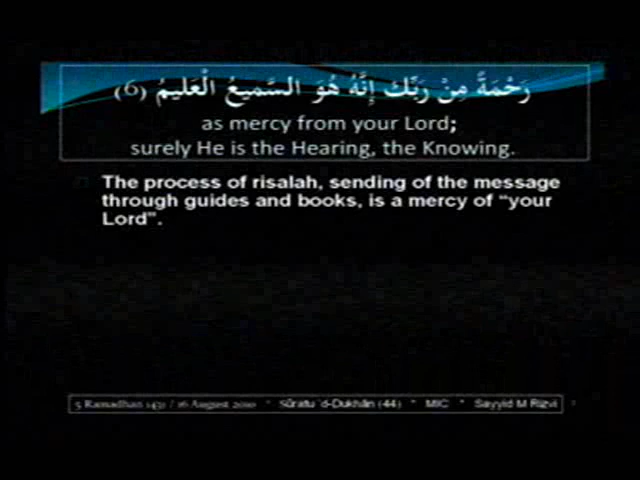 رَحْمَةً مِنْ رَبِّكَ إِنَّهُ هُوَ السَّمِيعُ الْعَلِيمُ (6)
as mercy from your Lord;
surely He is the Hearing, the Knowing.
The process of risalah, sending of the message
through guides and books, is a mercy of “your
Lord”.
5 Ramadhan 1431 / 16 August 2010 * Sūratu 'd-Dukhān (44) * MIC * Sayyid M Rizvi